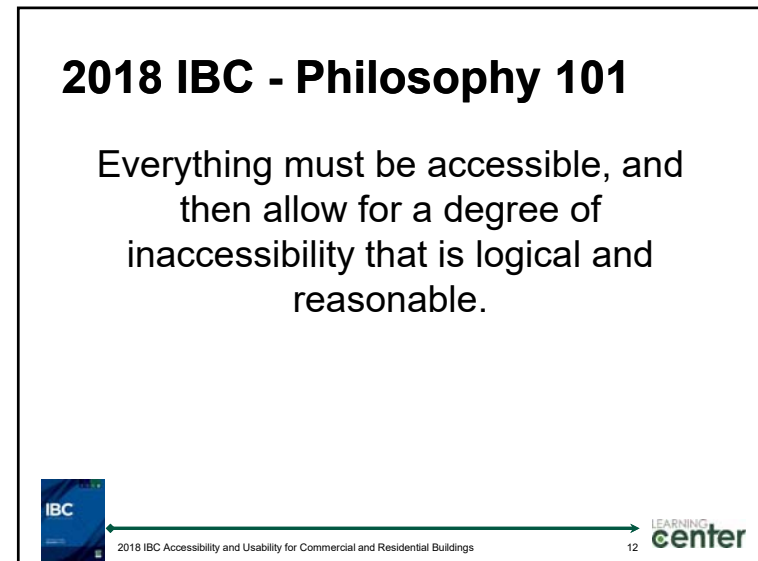 2018 IBC - Philosophy 101
Everything must be accessible, and
then allow for a degree of
inaccessibility that is logical and
reasonable.
IBC
2018 IBC Accessibility and Usability for Commercial and Residential Buildings
12
LEARNING
center